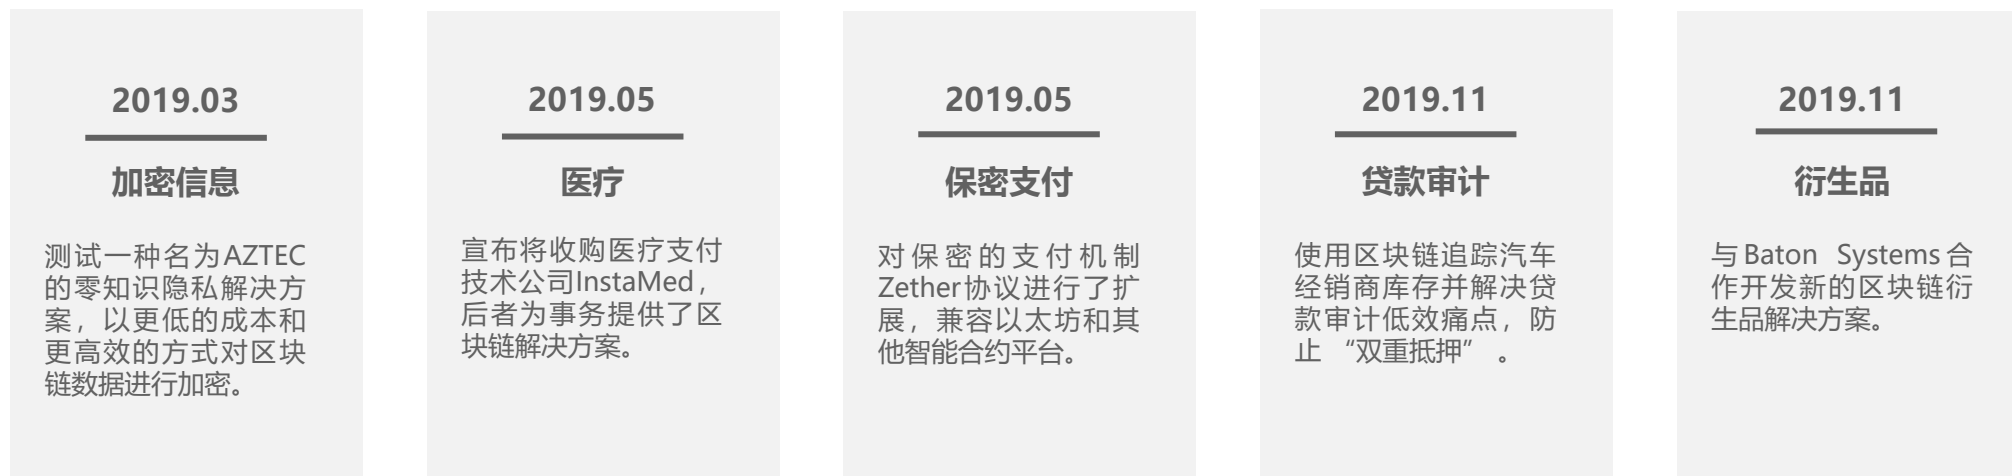 2019.03
加密信息
测试一种名为AZTEC
的零知识隐私解决方
案，以更低的成本和
更高效的方式对区块
链数据进行加密。
2019.05
医疗
宣布将收购医疗支付
技术公司InstaMed，
后者为事务提供了区
块链解决方案。
2019.05
保密支付
对保密的支付机制
Zether协议进行了扩
展，兼容以太坊和其
他智能合约平台。
2019.11
贷款审计
使用区块链追踪汽车
经销商库存并解决贷
款审计低效痛点，防
止 “双重抵押” 。
2019.11
衍生品
与Baton Systems合
作开发新的区块链衍
生品解决方案。